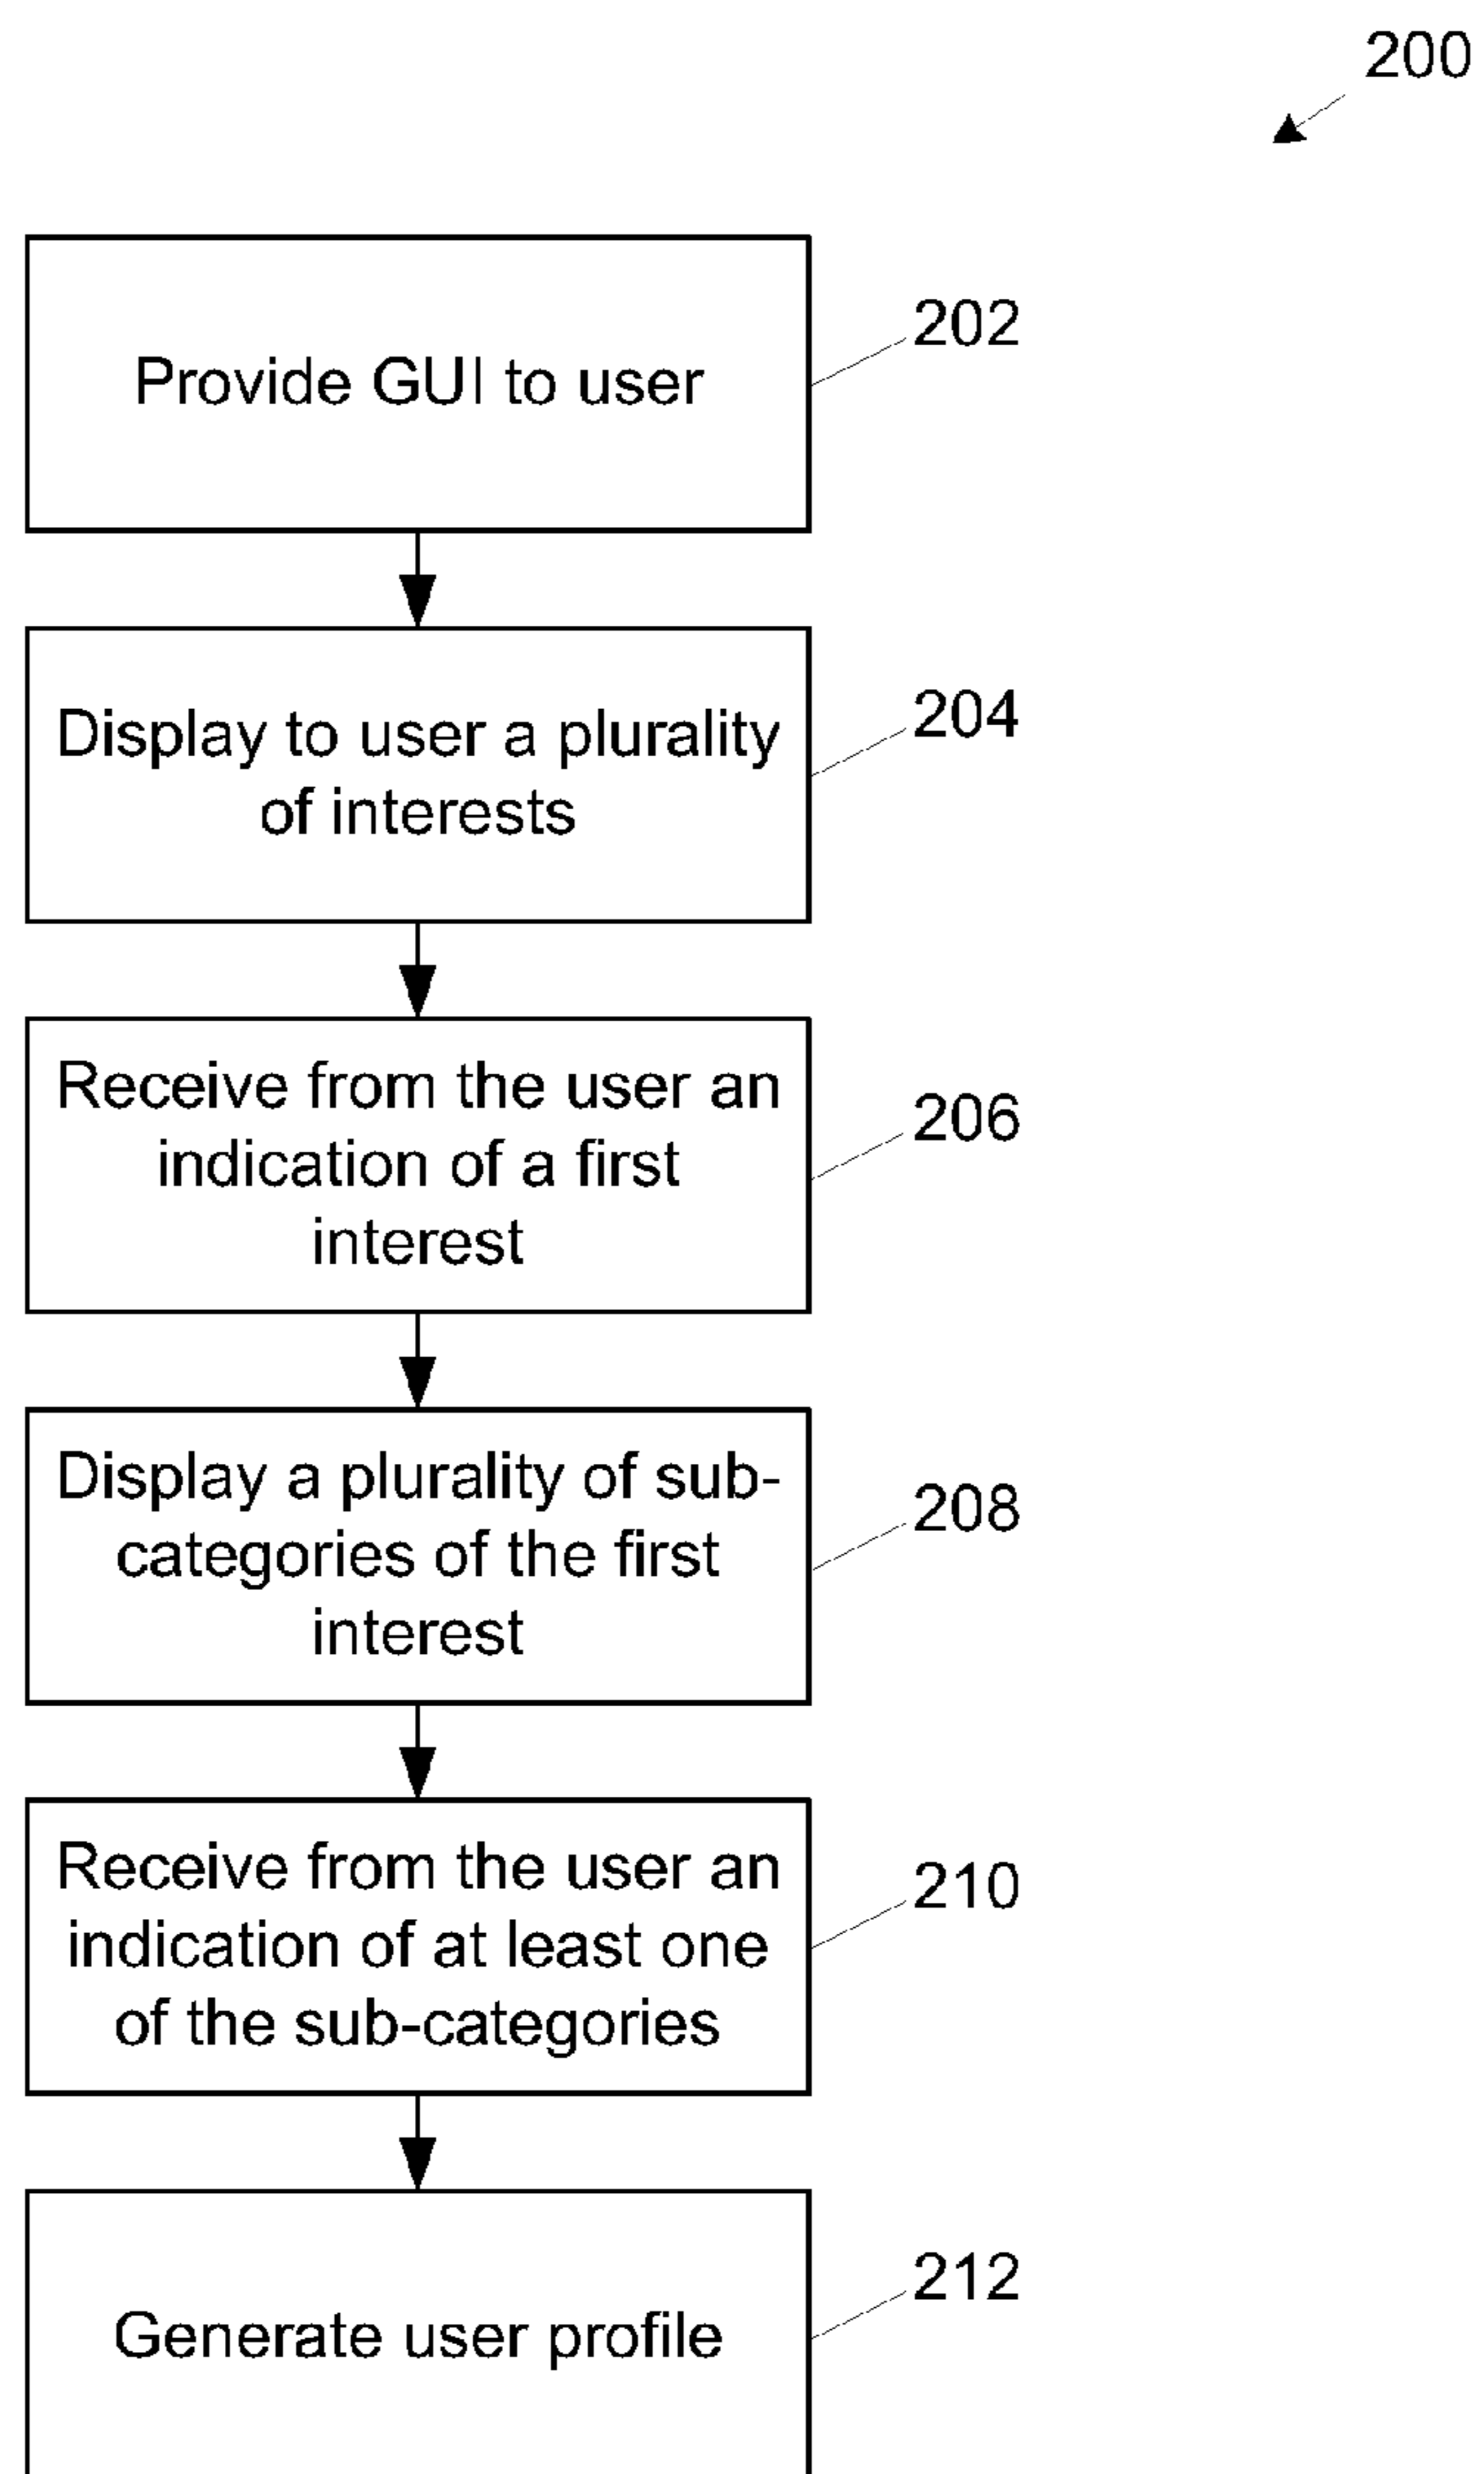 200
Provide GUI to user
202
Display to user a plurality
of interests
204
Receive from the user an
indication of a first
interest
206
Display a plurality of sub-
categories of the first
interest
208
Receive from the user an
indication of at least one
of the sub-categories
210
Generate user profile
212